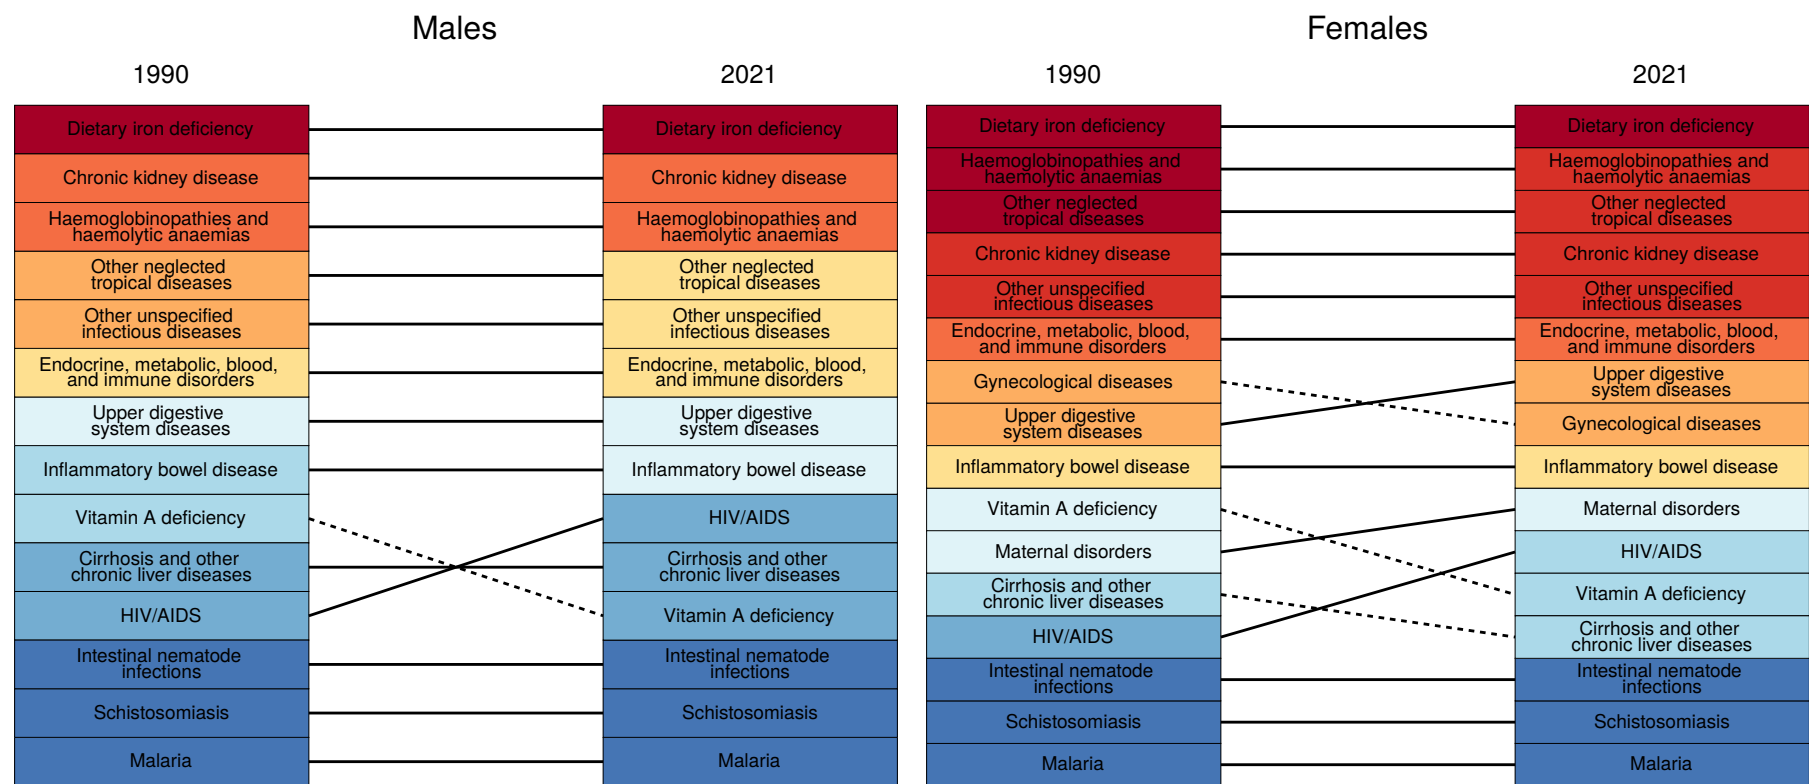 Males
1990
2021
Dietary iron deficiency
Chronic kidney disease
Haemoglobinopathies and
haemolytic anaemias
Other neglected
tropical diseases
Other unspecified
infectious diseases
Endocrine, metabolic, blood,
and immune disorders
Upper digestive
system diseases
Inflammatory bowel disease
Vitamin A deficiency
Cirrhosis and other
chronic liver diseases
HIV/AIDS
Intestinal nematode
infections
Schistosomiasis
Malaria
Dietary iron deficiency
Chronic kidney disease
Haemoglobinopathies and
haemolytic anaemias
Other neglected
tropical diseases
Other unspecified
infectious diseases
Endocrine, metabolic, blood,
and immune disorders
Upper digestive
system diseases
Inflammatory bowel disease
HIV/AIDS
Cirrhosis and other
chronic liver diseases
Vitamin A deficiency
Intestinal nematode
infections
Schistosomiasis
Malaria
Females
1990
2021
Dietary iron deficiency
Haemoglobinopathies and
haemolytic anaemias
Other neglected
tropical diseases
Chronic kidney disease
Other unspecified
infectious diseases
Endocrine, metabolic, blood,
and immune disorders
Gynecological diseases
Upper digestive
system diseases
Inflammatory bowel disease
Vitamin A deficiency
Maternal disorders
Cirrhosis and other
chronic liver diseases
HIV/AIDS
Intestinal nematode
infections
Schistosomiasis
Malaria
Dietary iron deficiency
Haemoglobinopathies and
haemolytic anaemias
Other neglected
tropical diseases
Chronic kidney disease
Other unspecified
infectious diseases
Endocrine, metabolic, blood,
and immune disorders
Upper digestive
system diseases
Gynecological diseases
Inflammatory bowel disease
Maternal disorders
HIV/AIDS
Vitamin A deficiency
Cirrhosis and other
chronic liver diseases
Intestinal nematode
infections
Schistosomiasis
Malaria